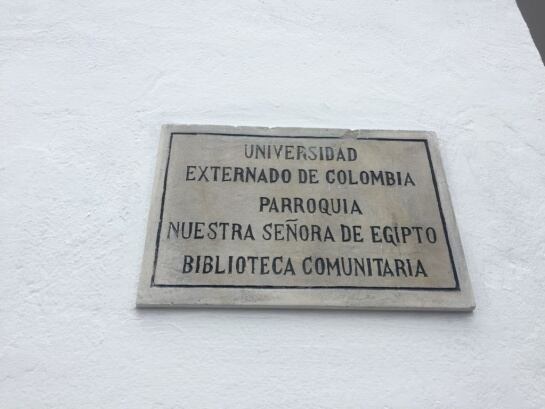 UNIVERSIDAD
EXTERNADO DE COLOMBIA
PARROQUIA
NUESTRA SEÑORA DE EGIPTO
BIBLIOTECA COMUNITARIA